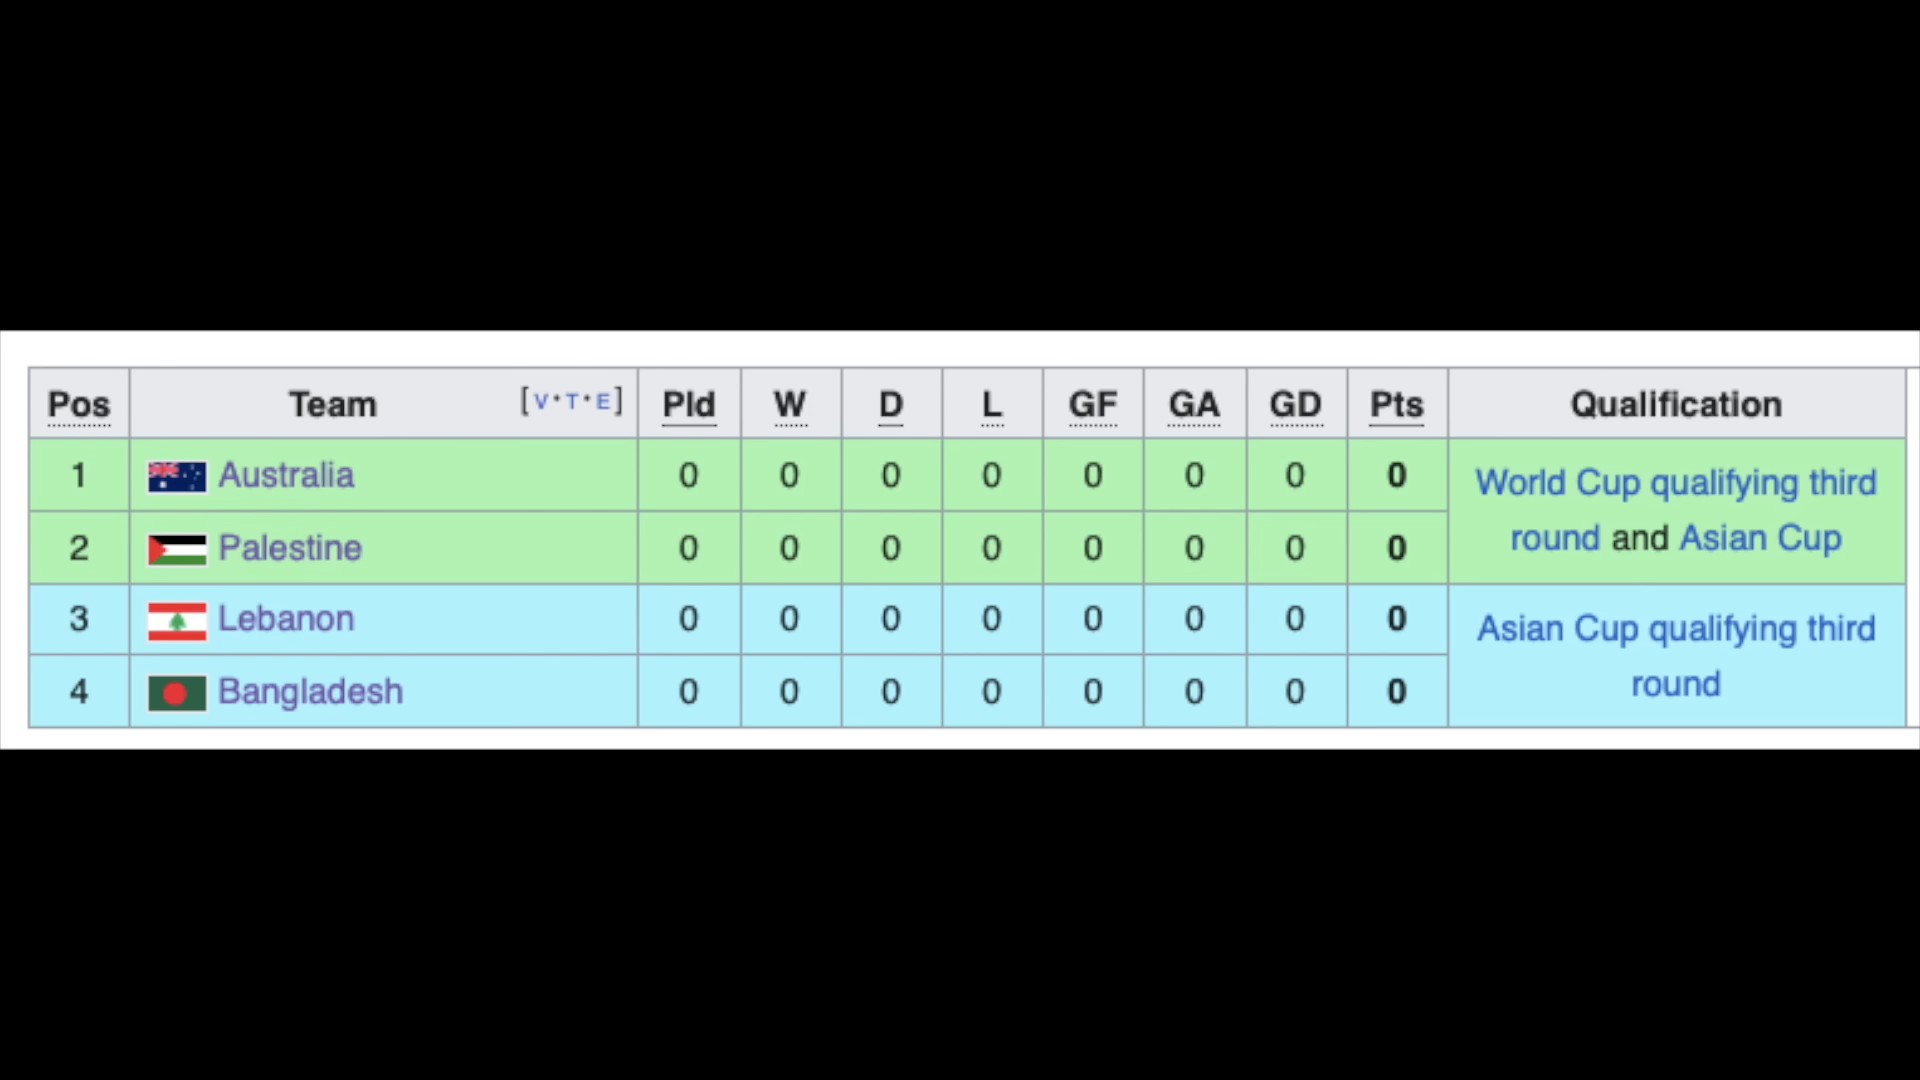 Pos Team [V·T·E] Pld W D L GF GA GD Pts Qualification
1 Australia 0 0 0 0 0 0 0 0 World Cup qualifying third
2 Palestine 0 0 0 0 0 0 0 0 round and Asian Cup
3 Lebanon 0 0 0 0 0 0 0 0 Asian Cup qualifying third
4 Bangladesh 0 0 0 0 0 0 0 0 round